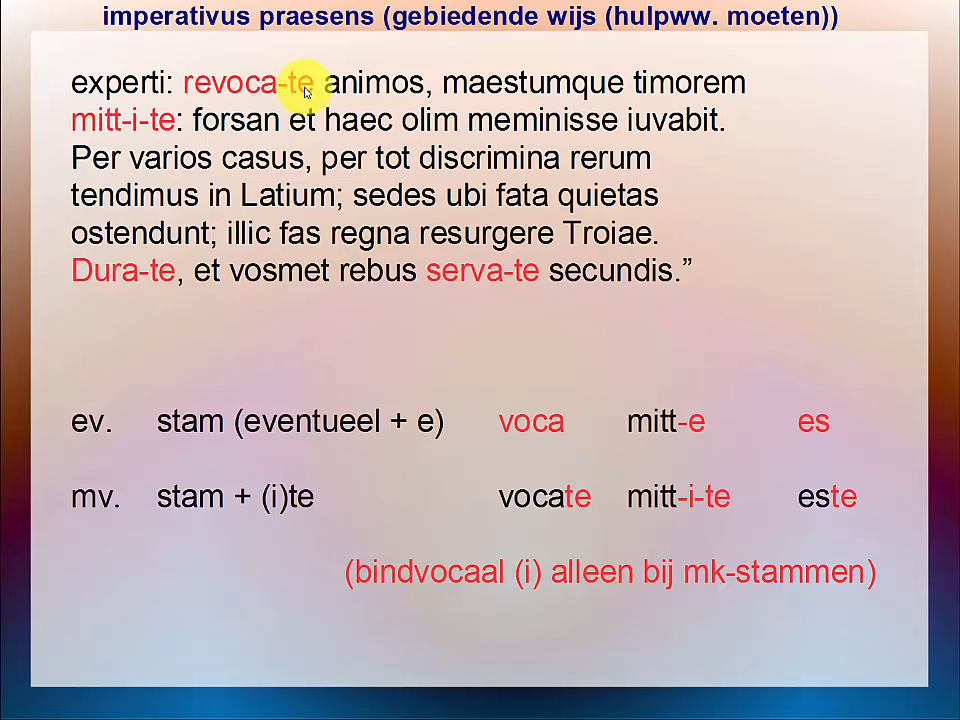 imperativus praesens (gebiedende wijs (hulpww. moeten))
experti: revoca-te animos, maestumque timorem
mitt-i-te: forsan et haec olim meminisse iuvabit.
Per varios casus, per tot discrimina rerum
tendimus in Latium; sedes ubi fata quietas
ostendunt; illic fas regna resurgere Troiae.
Dura-te, et vosmet rebus serva-te secundis.”
ev. stam (eventueel + e) voca mitt-e es
mv. stam + (i)te vocate mitt-i-te este
(bindvocaal (i) alleen bij mk-stammen)